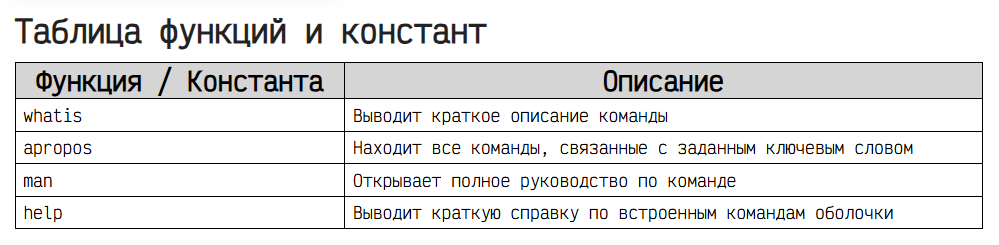 Таблица функций и констант
Функция / Константа Описание
whatis Выводит краткое описание команды
apropos Находит все команды, связанные с заданным ключевым словом
man Открывает полное руководство по команде
help Выводит краткую справку по встроенным командам оболочки